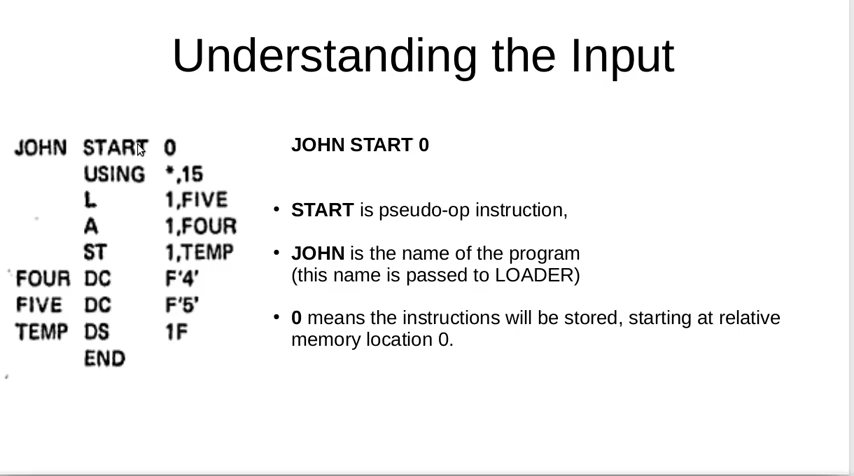 Understanding the Input
JOHN START 0
USING *,15
L 1,FIVE
A 1,FOUR
ST 1,TEMP
FOUR DC F'4'
FIVE DC F'5'
TEMP DS 1F
END
JOHN START 0
• START is pseudo-op instruction,
• JOHN is the name of the program
(this name is passed to LOADER)
• 0 means the instructions will be stored, starting at relative
memory location 0.